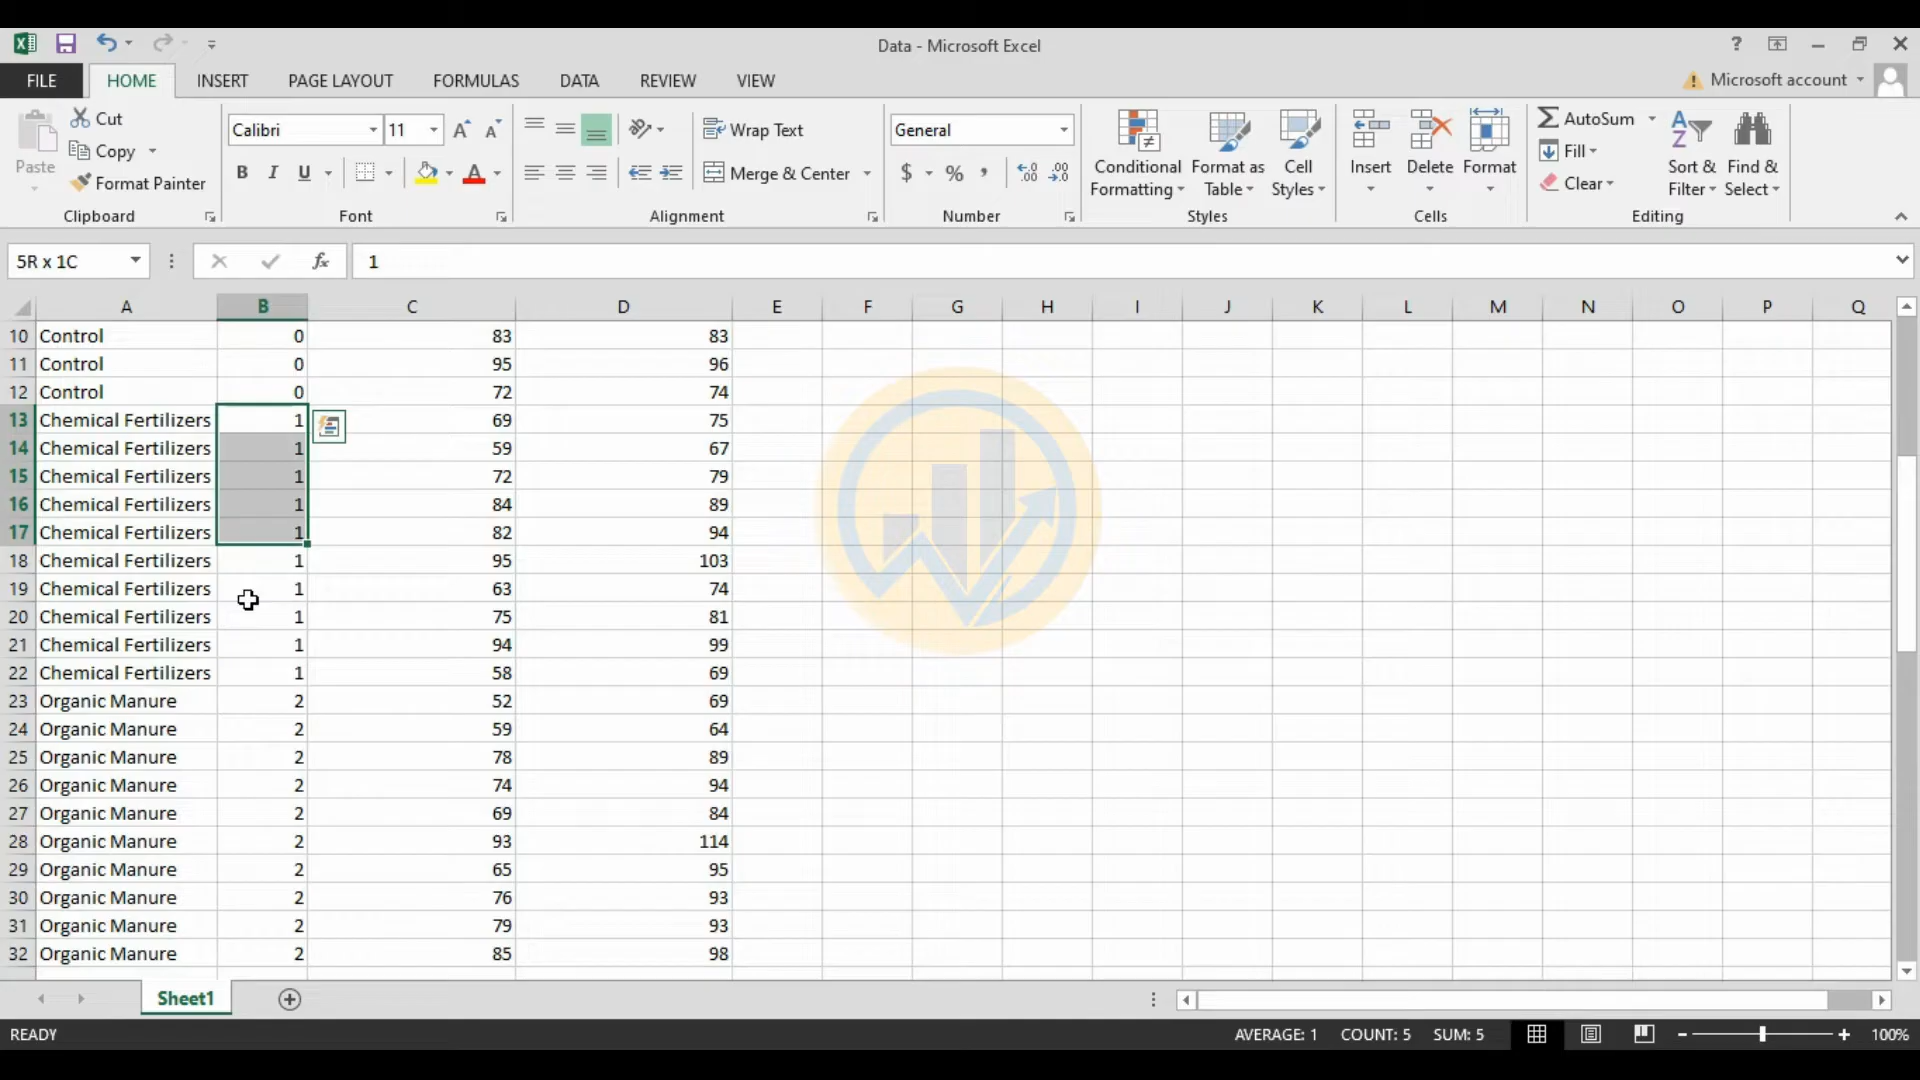 Data - Microsoft Excel
FILE HOME INSERT PAGE LAYOUT FORMULAS DATA REVIEW VIEW Microsoft account
Paste Cut Copy Format Painter
Calibri 11 Wrap Text General
B I U A Merge & Center $ % ,
Conditional Formatting Format as Table Cell Styles Insert Delete Format
AutoSum Fill Clear Sort & Filter Find & Select
Clipboard Font Alignment Number Styles Cells Editing
5R x 1C fx 1
A B C D E F G H I J K L M N O P Q
10 Control 0 83 83
11 Control 0 95 96
12 Control 0 72 74
13 Chemical Fertilizers 1 69 75
14 Chemical Fertilizers 1 59 67
15 Chemical Fertilizers 1 72 79
16 Chemical Fertilizers 1 84 89
17 Chemical Fertilizers 1 82 94
18 Chemical Fertilizers 1 95 103
19 Chemical Fertilizers 1 63 74
20 Chemical Fertilizers 1 75 81
21 Chemical Fertilizers 1 94 99
22 Chemical Fertilizers 1 58 69
23 Organic Manure 2 52 69
24 Organic Manure 2 59 64
25 Organic Manure 2 78 89
26 Organic Manure 2 74 94
27 Organic Manure 2 69 84
28 Organic Manure 2 93 114
29 Organic Manure 2 65 95
30 Organic Manure 2 76 93
31 Organic Manure 2 79 93
32 Organic Manure 2 85 98
Sheet1
READY AVERAGE: 1 COUNT: 5 SUM: 5 100%